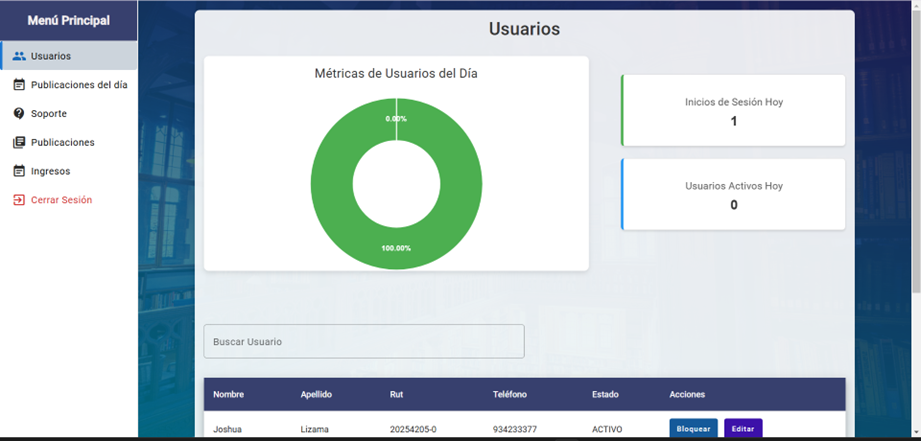 Menú Principal
Usuarios
Publicaciones del día
Soporte
Publicaciones
Ingresos
Cerrar Sesión
Usuarios
Métricas de Usuarios del Día
0.00%
100.00%
Inicios de Sesión Hoy
1
Usuarios Activos Hoy
0
Buscar Usuario
Nombre Apellido Rut Teléfono Estado Acciones
Joshua Lizama 20254205-0 934233377 ACTIVO Bloquear Editar